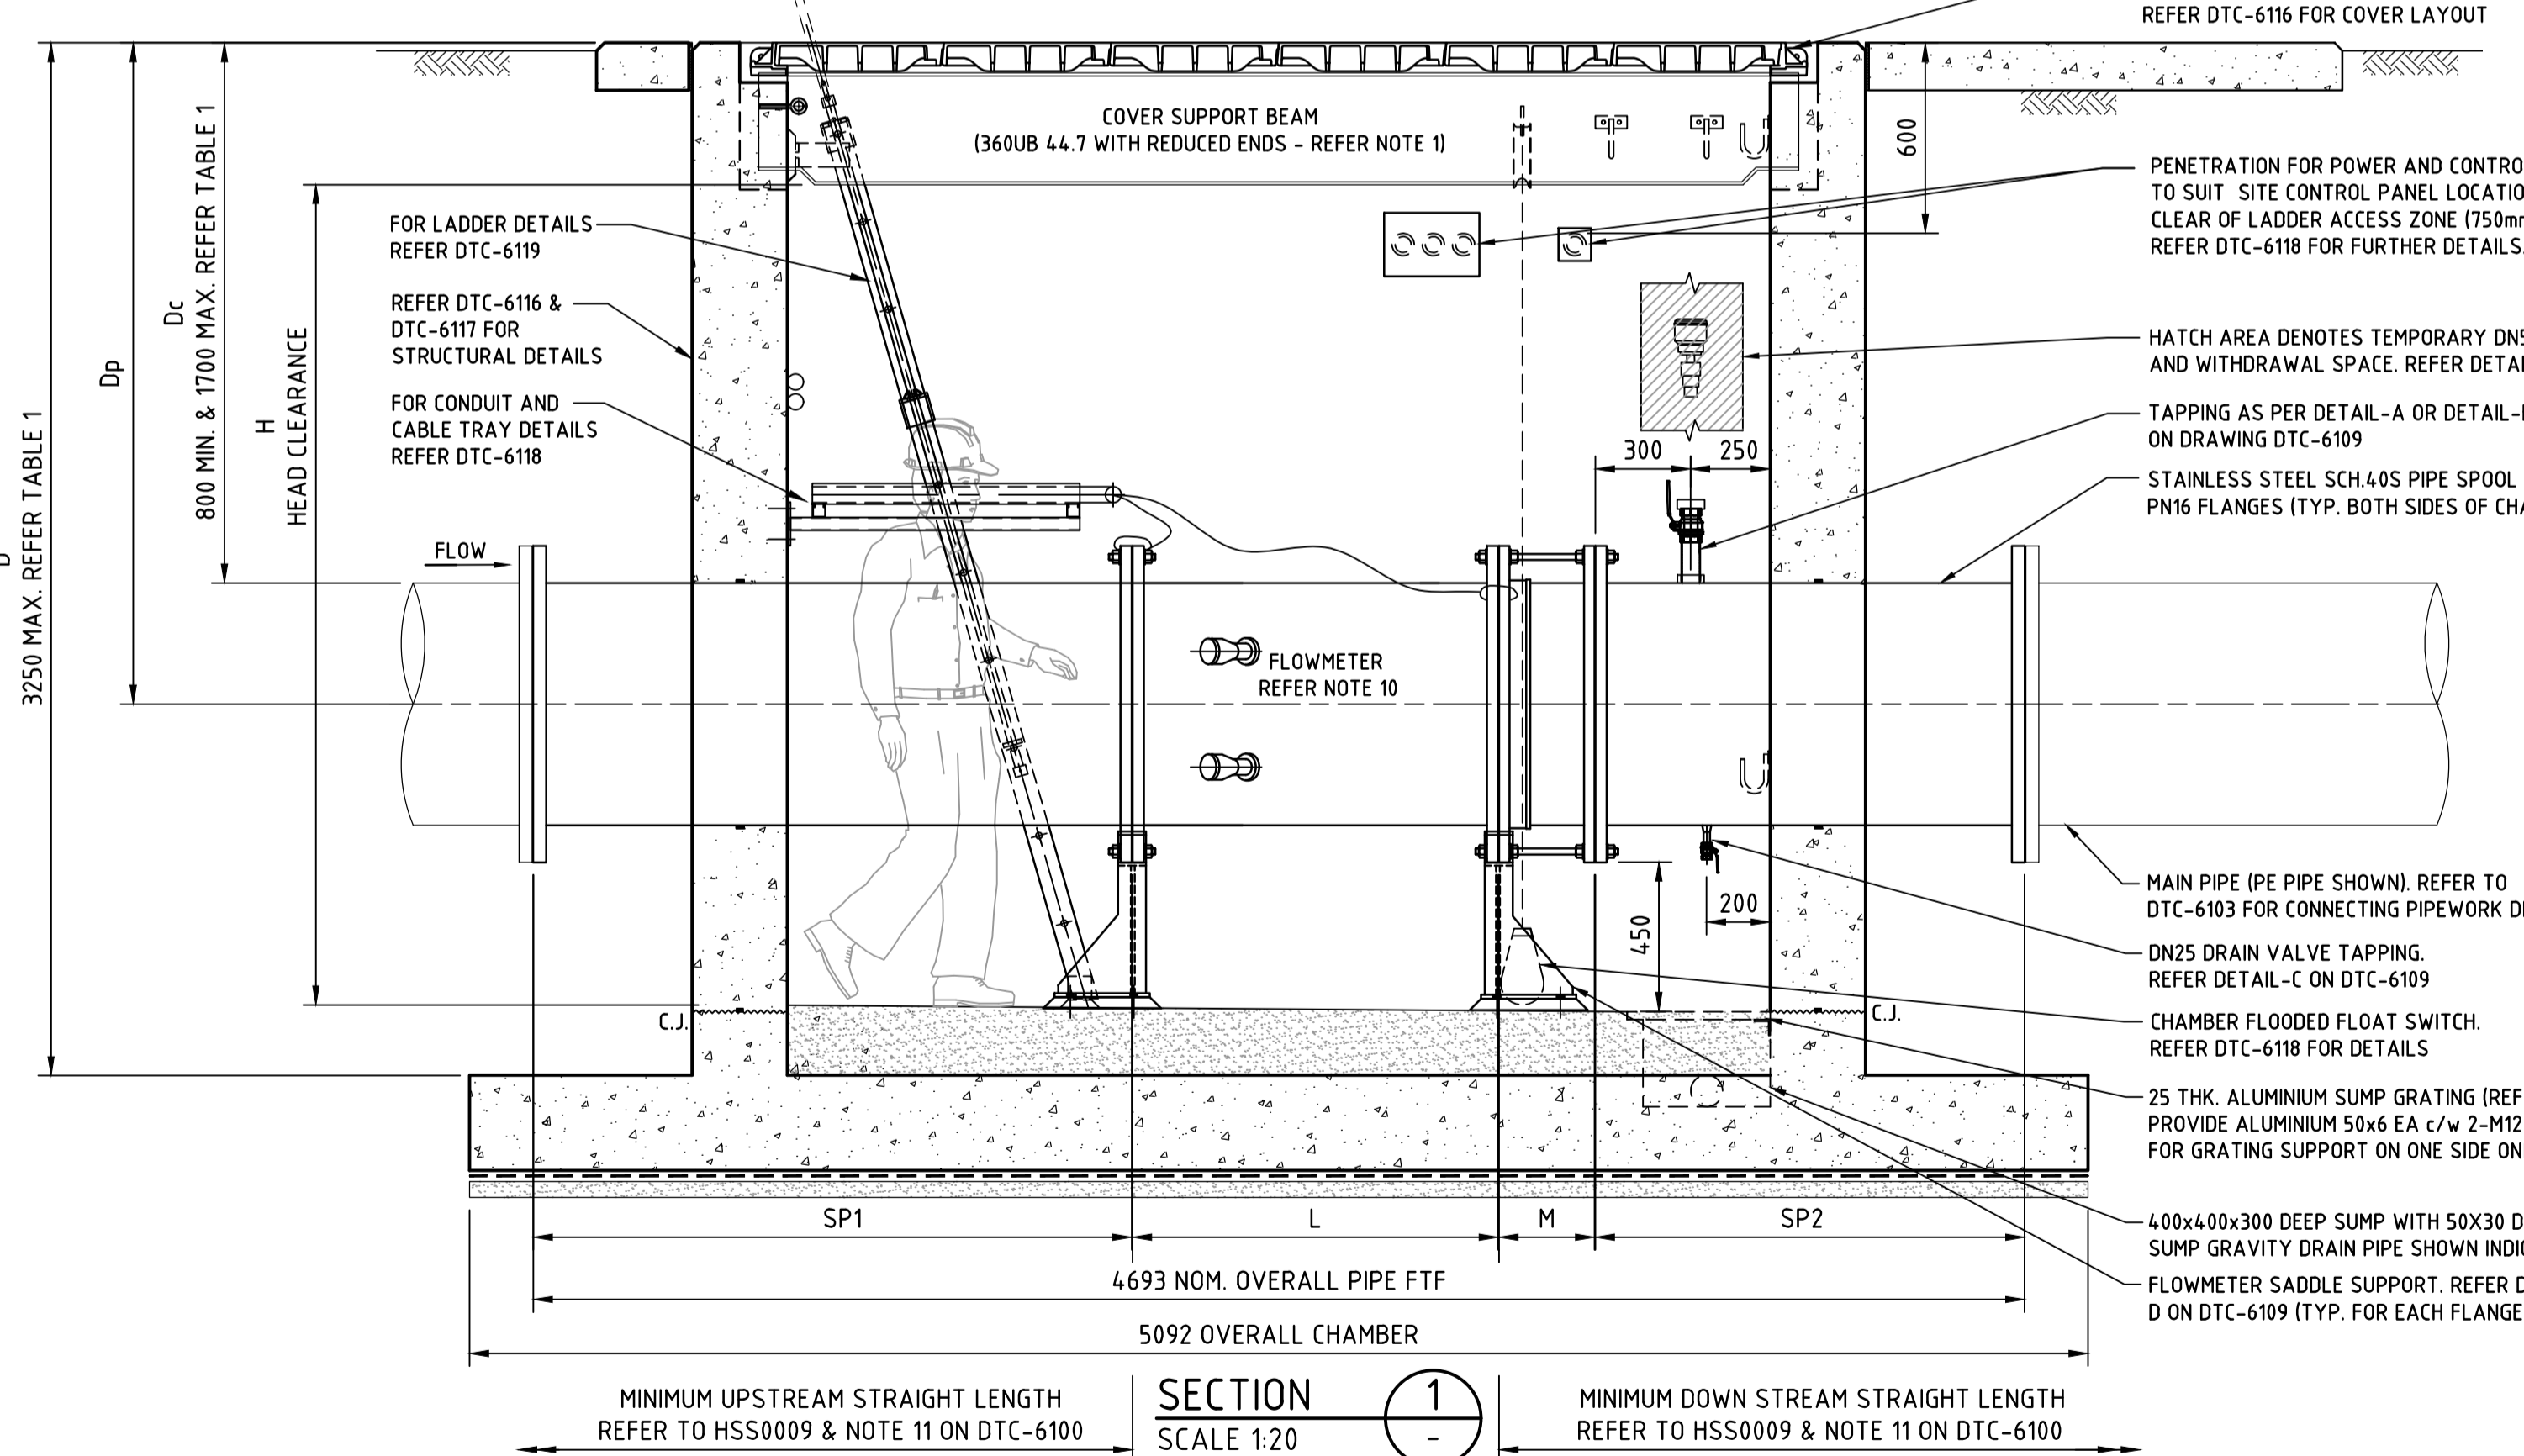 REFER DTC-6116 FOR COVER LAYOUT
COVER SUPPORT BEAM
(360UB 44.7 WITH REDUCED ENDS - REFER NOTE 1)
600
PENETRATION FOR POWER AND CONTRO
TO SUIT SITE CONTROL PANEL LOCATIO
CLEAR OF LADDER ACCESS ZONE (750mm
REFER DTC-6118 FOR FURTHER DETAILS.
3250 MAX. REFER TABLE 1
Dp
Dc
800 MIN. & 1700 MAX. REFER TABLE 1
H
HEAD CLEARANCE
FOR LADDER DETAILS
REFER DTC-6119
REFER DTC-6116 &
DTC-6117 FOR
STRUCTURAL DETAILS
FOR CONDUIT AND
CABLE TRAY DETAILS
REFER DTC-6118
HATCH AREA DENOTES TEMPORARY DN5
AND WITHDRAWAL SPACE. REFER DETAI
TAPPING AS PER DETAIL-A OR DETAIL-
ON DRAWING DTC-6109
300
250
STAINLESS STEEL SCH.40S PIPE SPOOL
PN16 FLANGES (TYP. BOTH SIDES OF CHA
FLOW
FLOWMETER
REFER NOTE 10
MAIN PIPE (PE PIPE SHOWN). REFER TO
DTC-6103 FOR CONNECTING PIPEWORK D
450
200
DN25 DRAIN VALVE TAPPING.
REFER DETAIL-C ON DTC-6109
C.J.
C.J.
CHAMBER FLOODED FLOAT SWITCH.
REFER DTC-6118 FOR DETAILS
25 THK. ALUMINIUM SUMP GRATING (REF
PROVIDE ALUMINIUM 50x6 EA c/w 2-M12
FOR GRATING SUPPORT ON ONE SIDE ON
SP1
L
M
SP2
400x400x300 DEEP SUMP WITH 50X30 D
SUMP GRAVITY DRAIN PIPE SHOWN INDI
4693 NOM. OVERALL PIPE FTF
FLOWMETER SADDLE SUPPORT. REFER D
D ON DTC-6109 (TYP. FOR EACH FLANGE
5092 OVERALL CHAMBER
MINIMUM UPSTREAM STRAIGHT LENGTH
REFER TO HSS0009 & NOTE 11 ON DTC-6100
SECTION
1
-
SCALE 1:20
MINIMUM DOWN STREAM STRAIGHT LENGTH
REFER TO HSS0009 & NOTE 11 ON DTC-6100